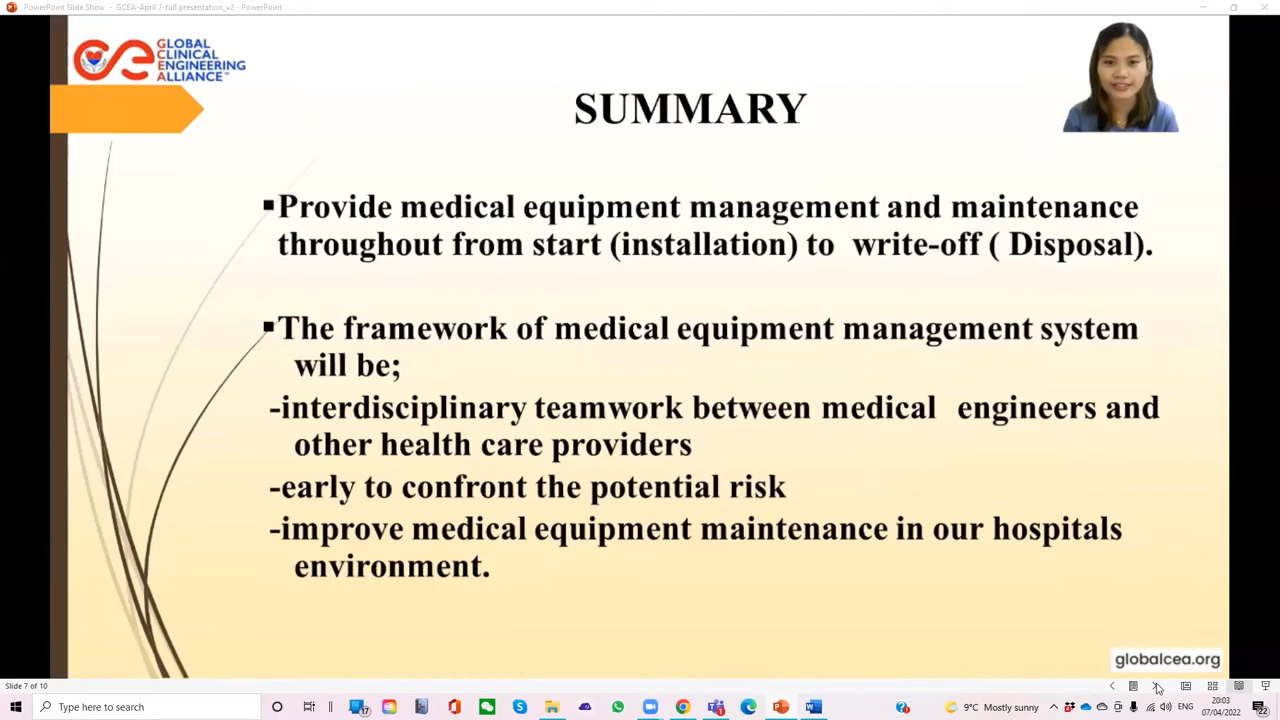 PowerPoint Slide Show - GCEA-April 7-full presentation_v2 - PowerPoint
GLOBAL
CLINICAL
ENGINEERING
ALLIANCE™
SUMMARY
▪Provide medical equipment management and maintenance
throughout from start (installation) to write-off ( Disposal).
▪The framework of medical equipment management system
will be;
-interdisciplinary teamwork between medical engineers and
other health care providers
-early to confront the potential risk
-improve medical equipment maintenance in our hospitals
environment.
globalcea.org
Slide 7 of 10
Type here to search
17
9°C Mostly sunny
ENG
20:03
07/04/2022
22